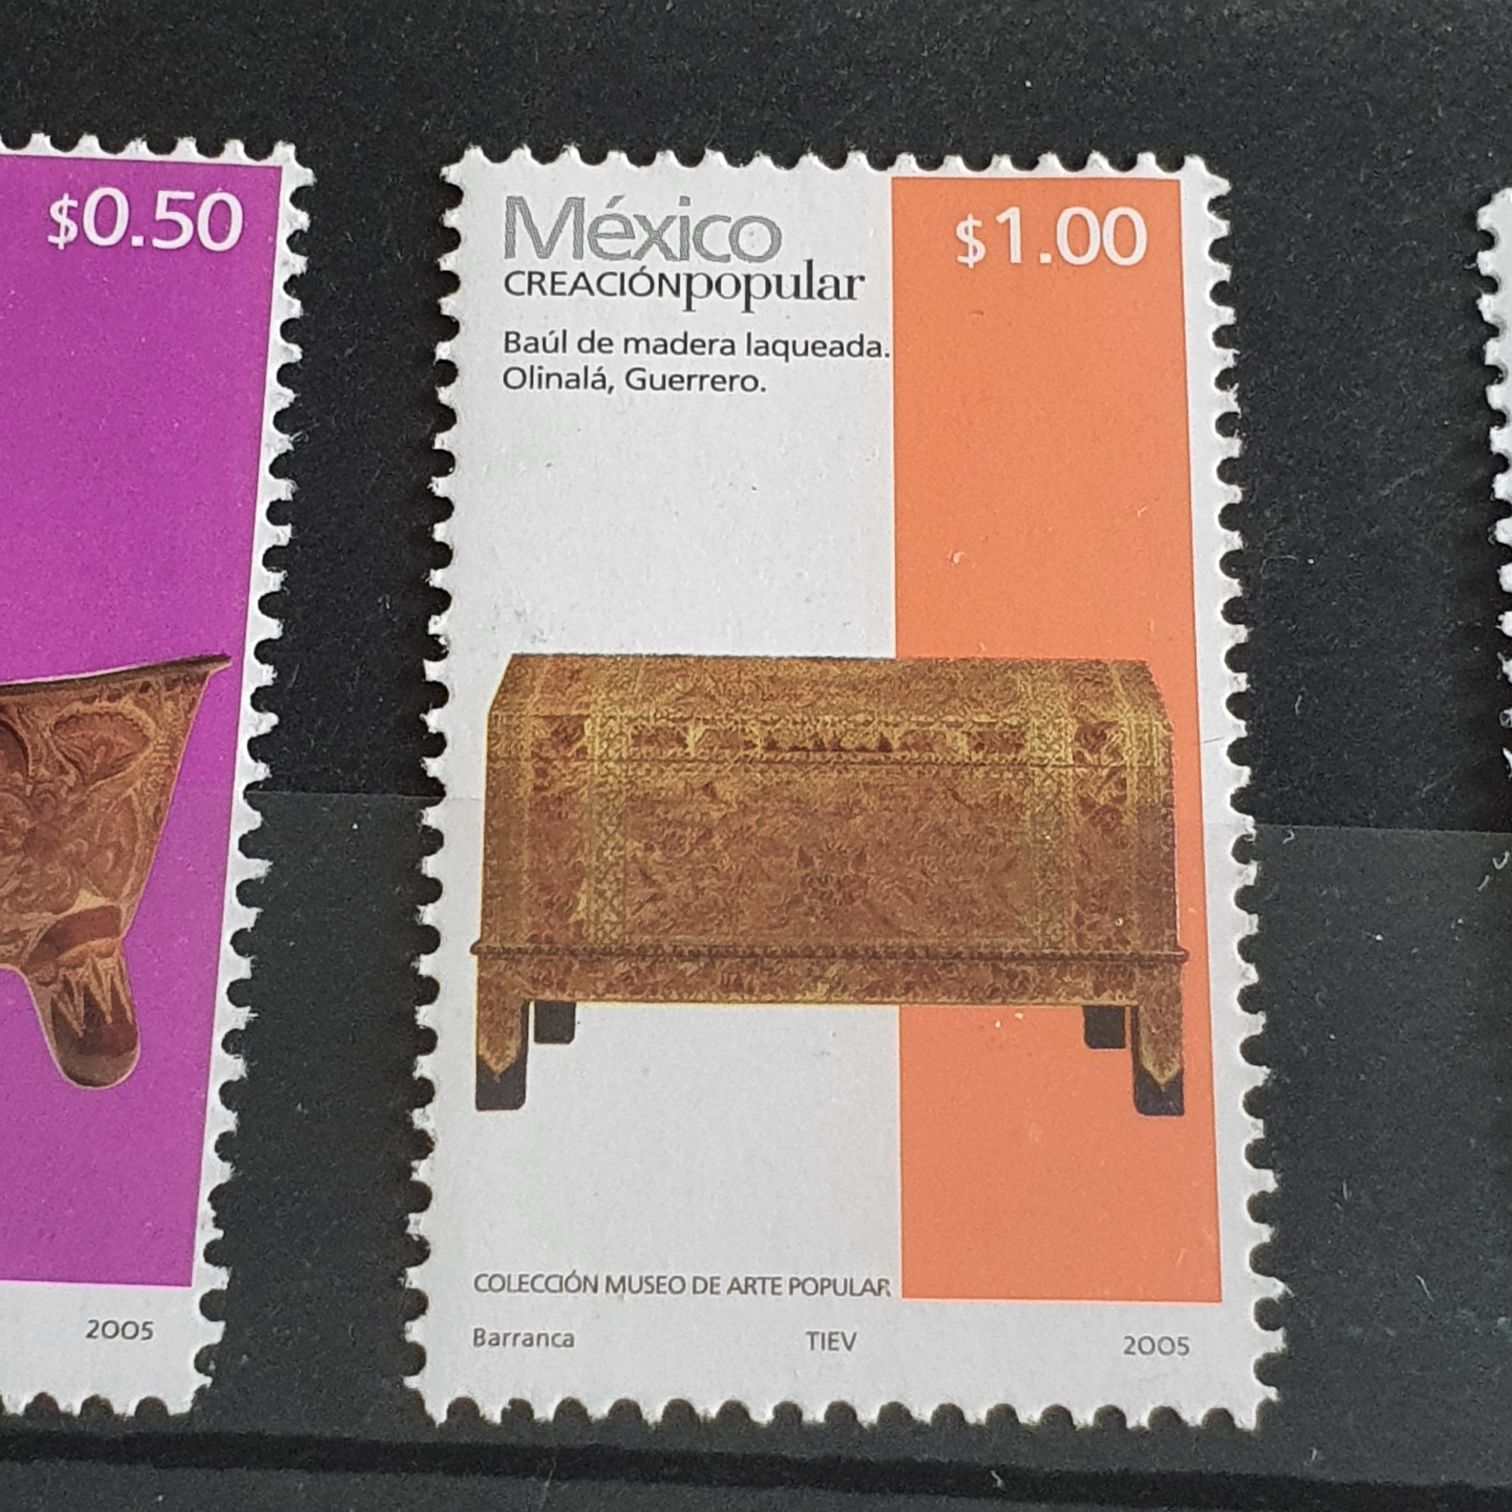 $0.50
2005
México
$1.00
CREACIÓNpopular
Baúl de madera laqueada.
Olinalá, Guerrero.
COLECCIÓN MUSEO DE ARTE POPULAR
Barranca TIEV 2005